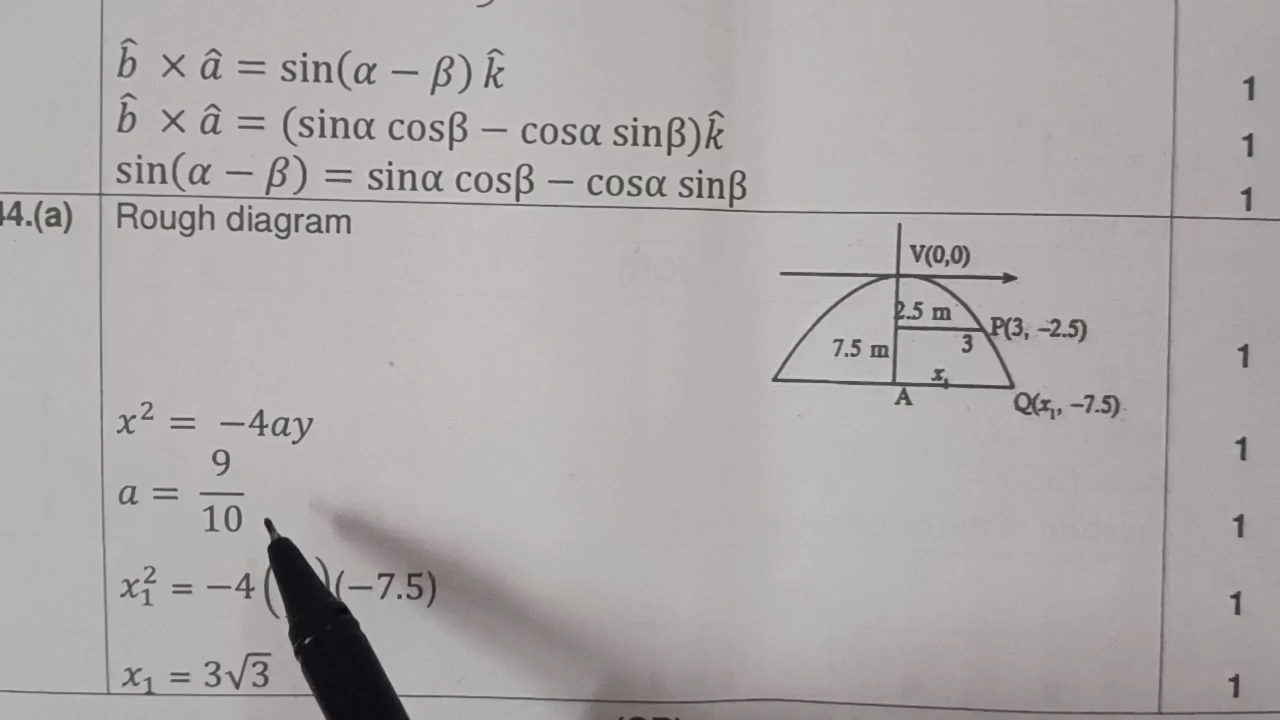 b̂ × â = sin(α − β) k̂
1
b̂ × â = (sinα cosβ − cosα sinβ)k̂
1
sin(α − β) = sinα cosβ − cosα sinβ
1
44.(a) Rough diagram
V(0,0)
2.5 m
P(3, −2.5)
7.5 m
3
1
x₁
A
Q(x₁, −7.5)
x² = −4ay
1
a = 9/10
1
x₁² = −4( )(−7.5)
1
x₁ = 3√3
1